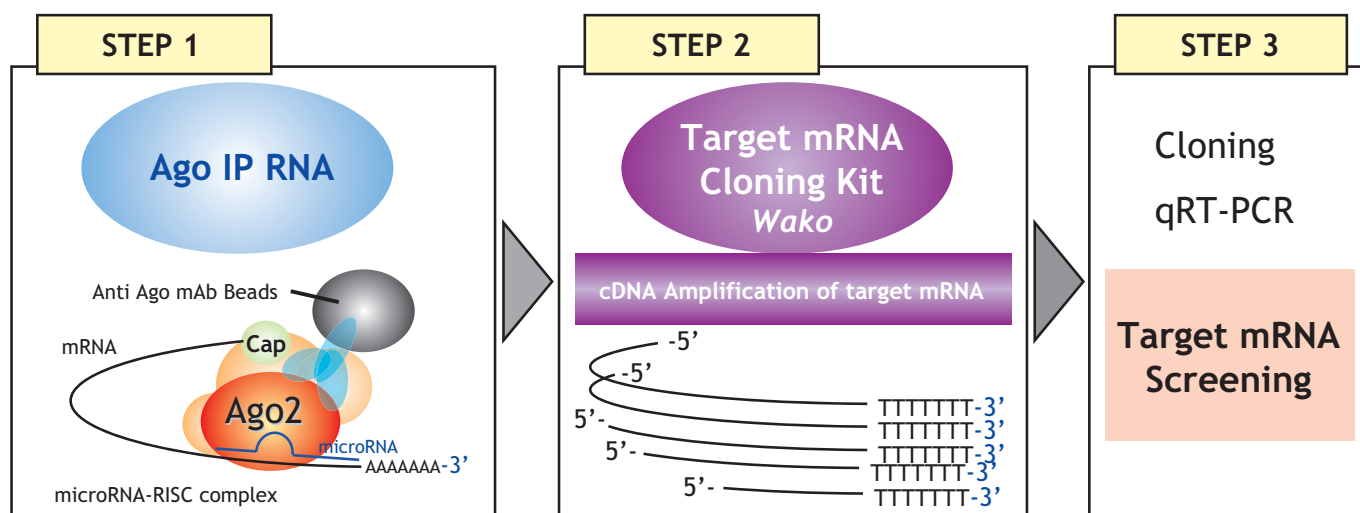 STEP 1
Ago IP RNA
Anti Ago mAb Beads
mRNA
Cap
Ago2
microRNA
AAAAAAA-3’
microRNA-RISC complex
STEP 2
Target mRNA
Cloning Kit
Wako
cDNA Amplification of target mRNA
-5’
-5’
TTTTTTT-3’
5’-
TTTTTTT-3’
5’-
TTTTTTT-3’
TTTTTTT-3’
5’-
TTTTTTT-3’
STEP 3
Cloning
qRT-PCR
Target mRNA
Screening